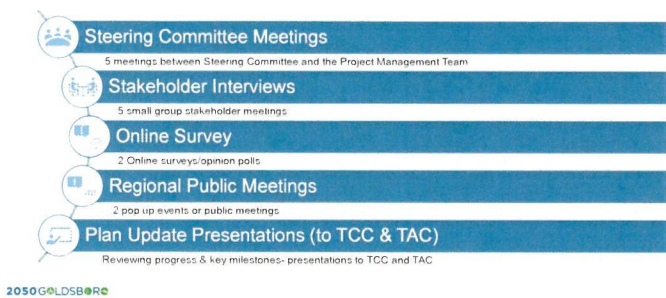 Steering Committee Meetings
5 meetings between Steering Committee and the Project Management Team
Stakeholder Interviews
5 small group stakeholder meetings
Online Survey
2 Online surveys/opinion polls
Regional Public Meetings
2 pop up events or public meetings
Plan Update Presentations (to TCC & TAC)
Reviewing progress & key milestones- presentations to TCC and TAC
2050GOLDSBORO